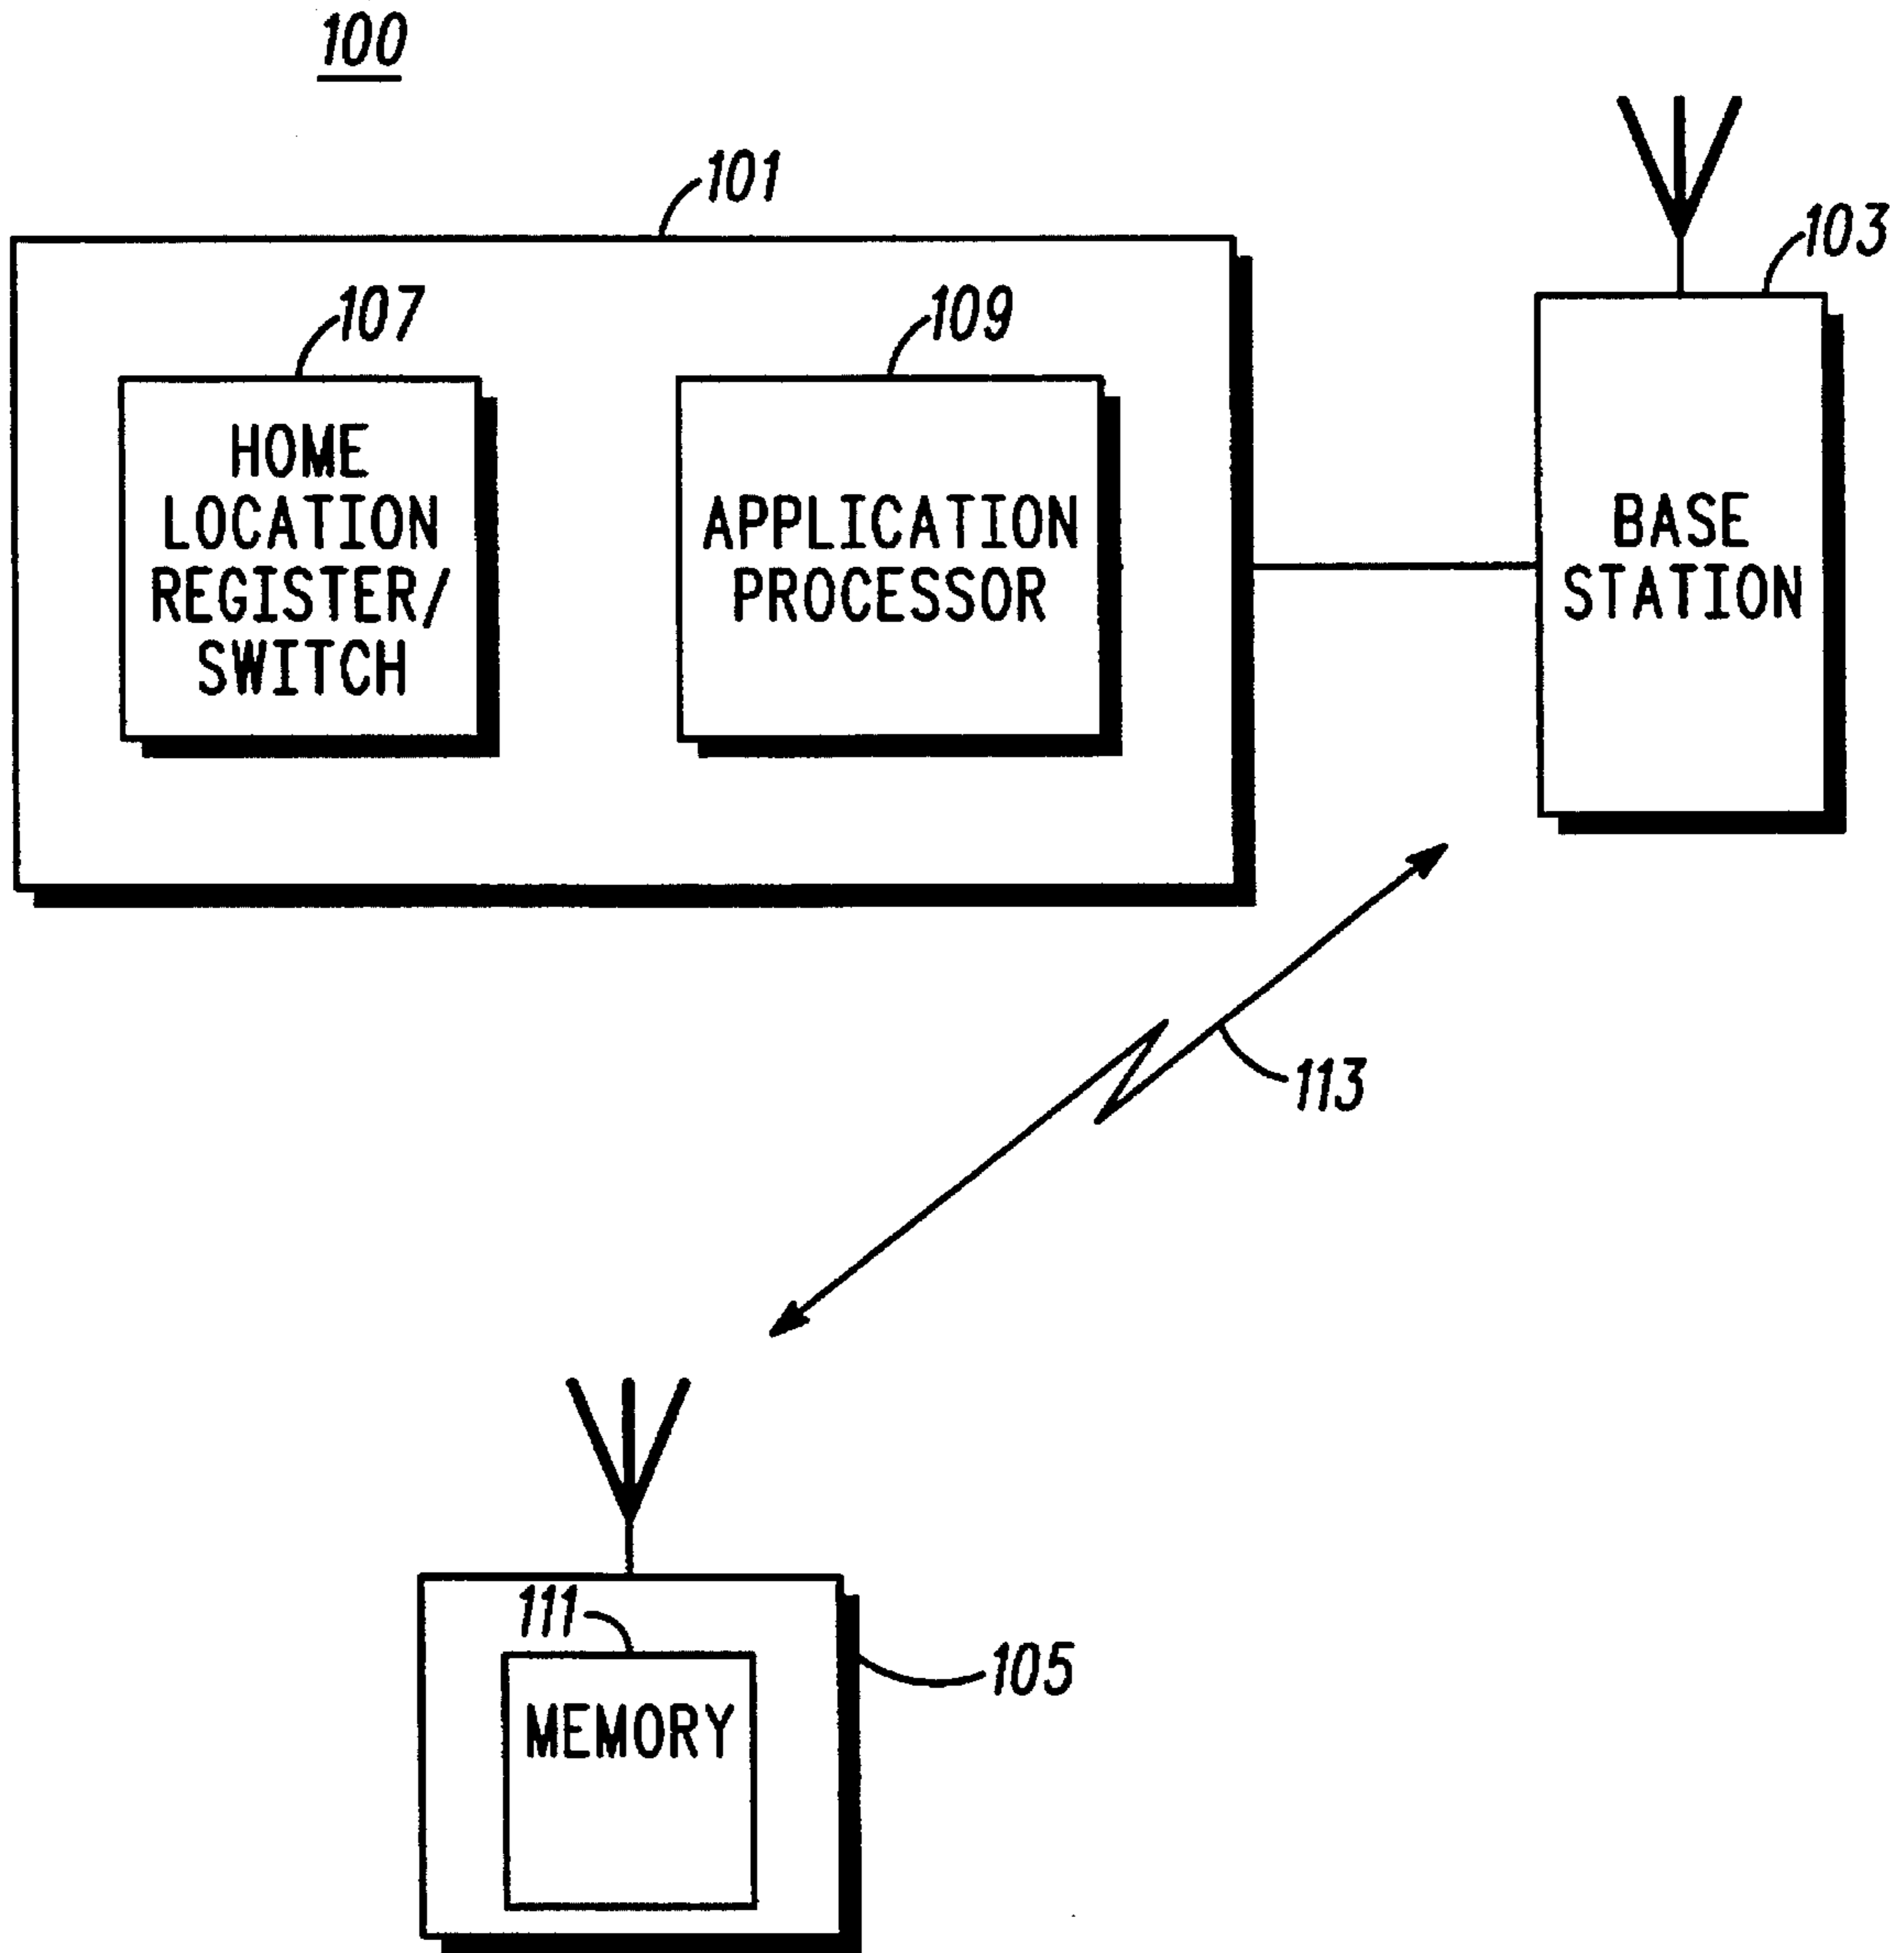 100
101
103
107
109
HOME
LOCATION
REGISTER/
SWITCH
APPLICATION
PROCESSOR
BASE
STATION
113
111
105
MEMORY